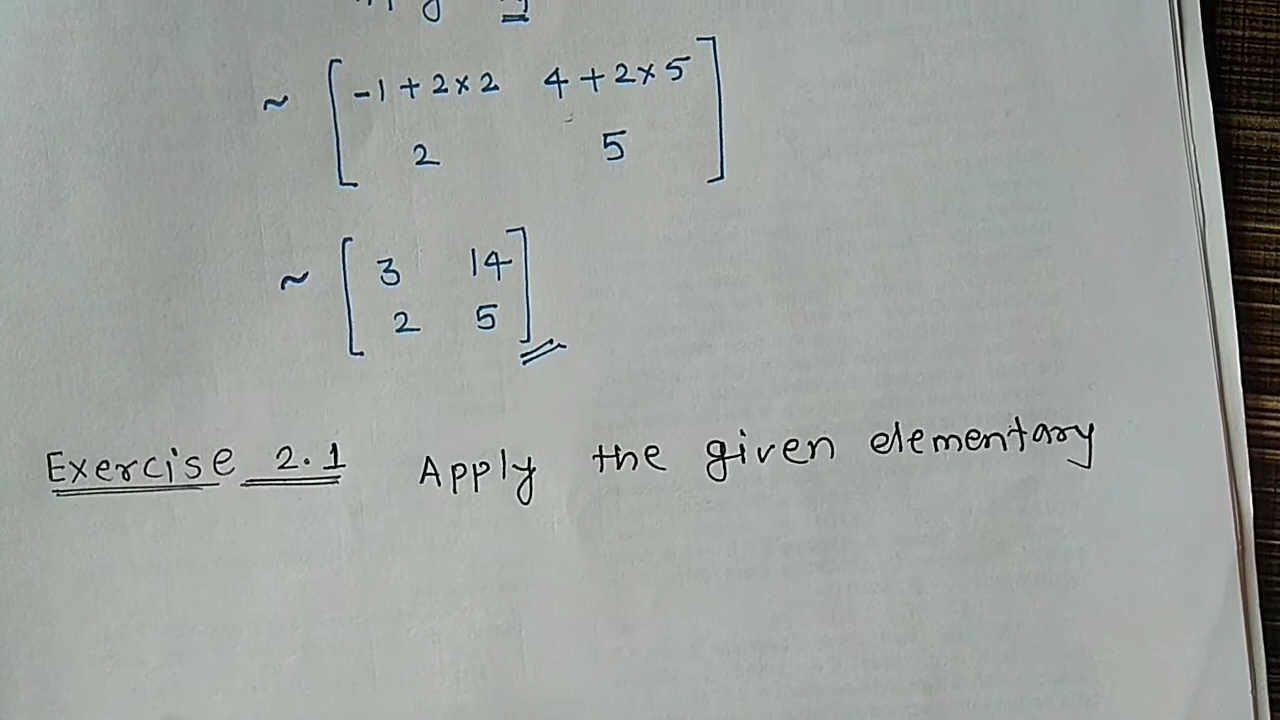 ~ [ -1 + 2 × 2   4 + 2 × 5 ]
[ 2   5 ]
~ [ 3   14 ]
[ 2   5 ]
Exercise 2.1 Apply the given elementary